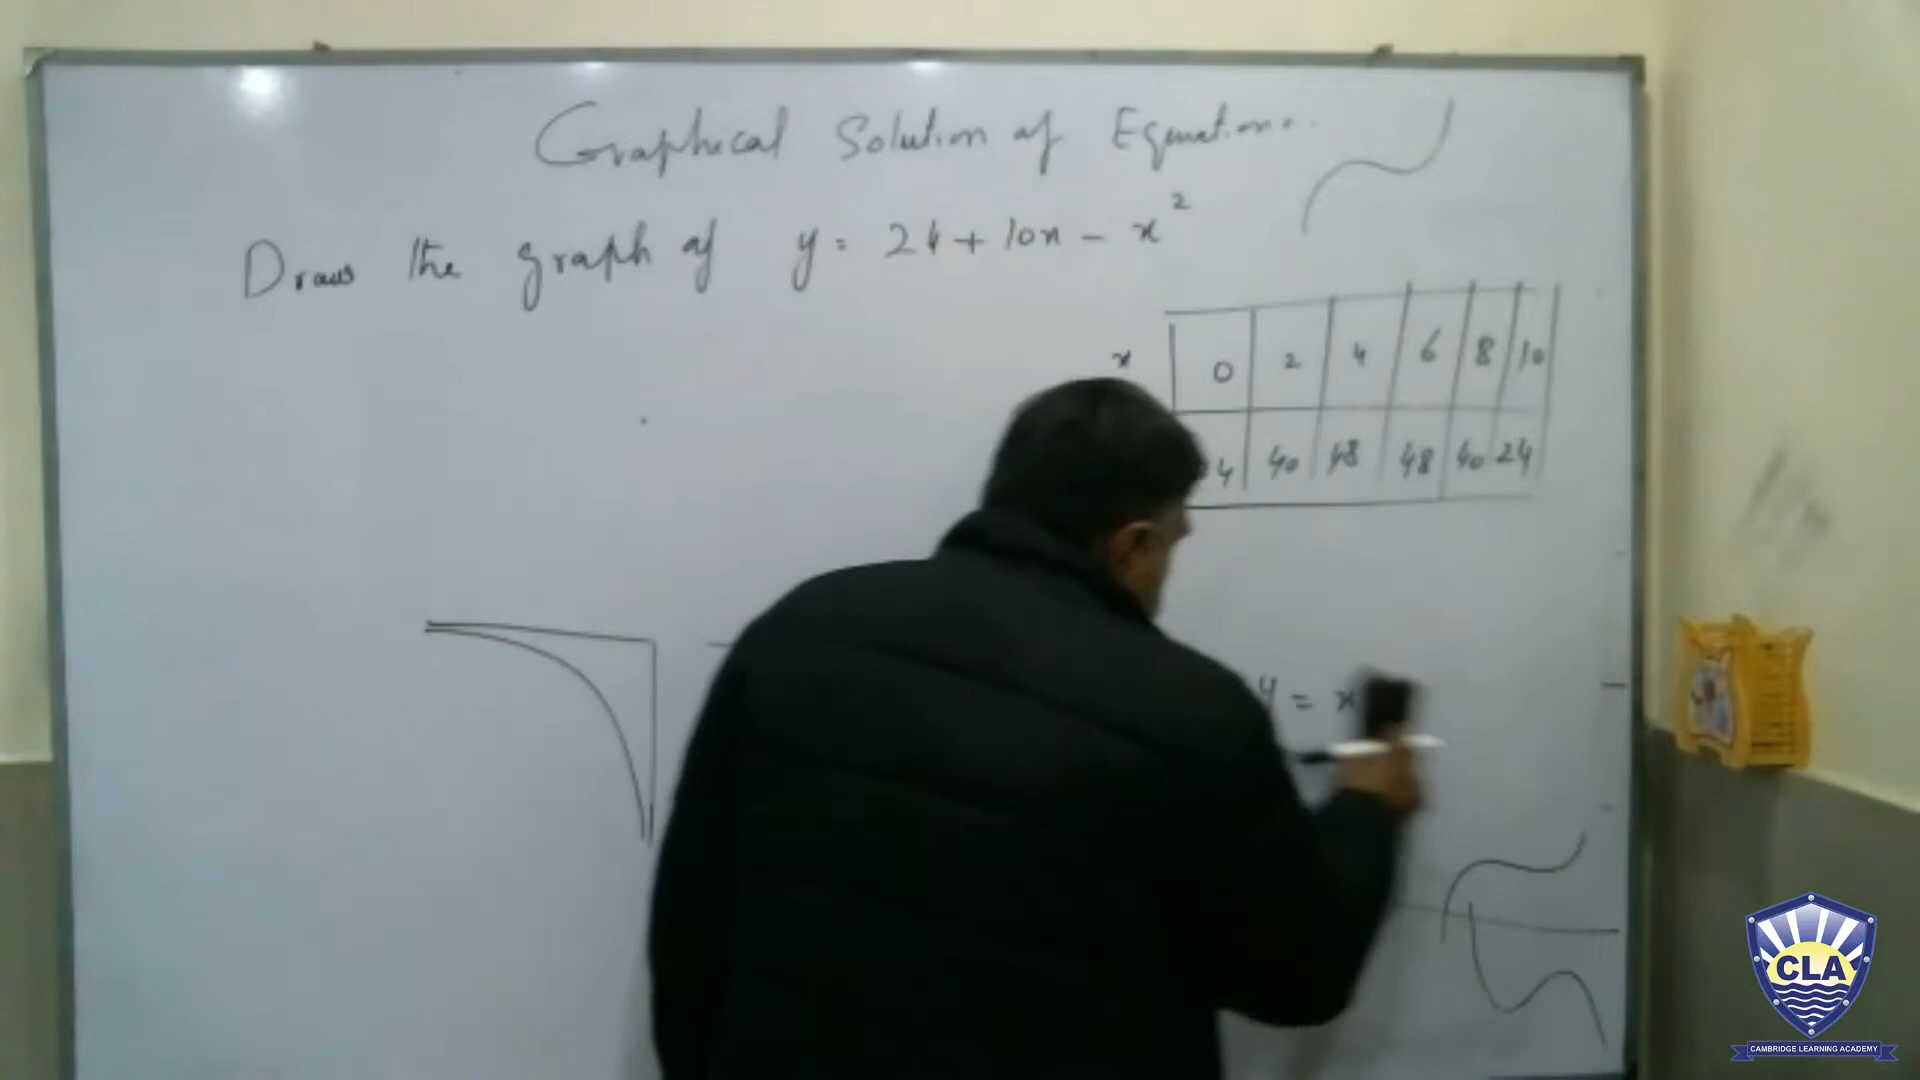 Graphical Solution of Equations.
Draw the graph of y = 24 + 10x - x²
x 0 2 4 6 8 10
4 40 48 48 40 24
y = x
CLA
CAMBRIDGE LEARNING ACADEMY